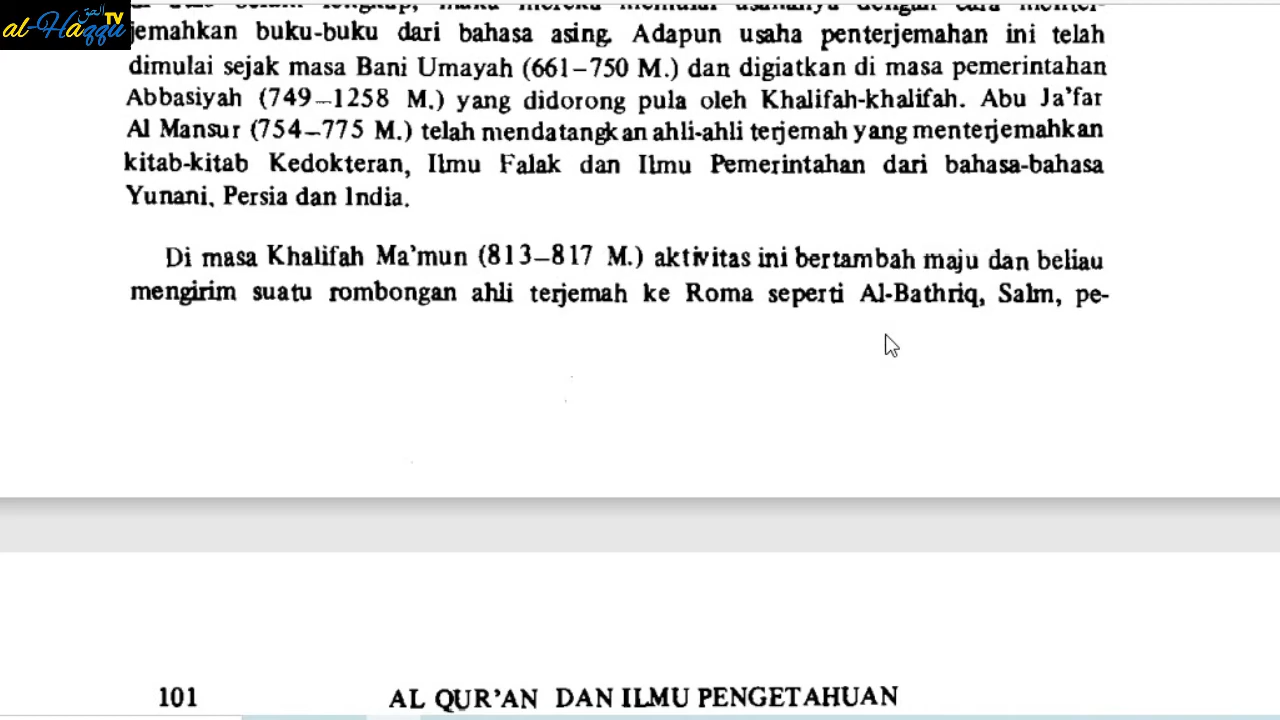 al-Haqqu TV
jemahkan buku-buku dari bahasa asing. Adapun usaha penterjemahan ini telah
dimulai sejak masa Bani Umayah (661–750 M.) dan digiatkan di masa pemerintahan
Abbasiyah (749–1258 M.) yang didorong pula oleh Khalifah-khalifah. Abu Ja'far
Al Mansur (754–775 M.) telah mendatangkan ahli-ahli terjemah yang menterjemahkan
kitab-kitab Kedokteran, Ilmu Falak dan Ilmu Pemerintahan dari bahasa-bahasa
Yunani, Persia dan India.
Di masa Khalifah Ma'mun (813–817 M.) aktivitas ini bertambah maju dan beliau
mengirim suatu rombongan ahli terjemah ke Roma seperti Al-Bathriq, Salm, pe-
101 AL QUR'AN DAN ILMU PENGETAHUAN